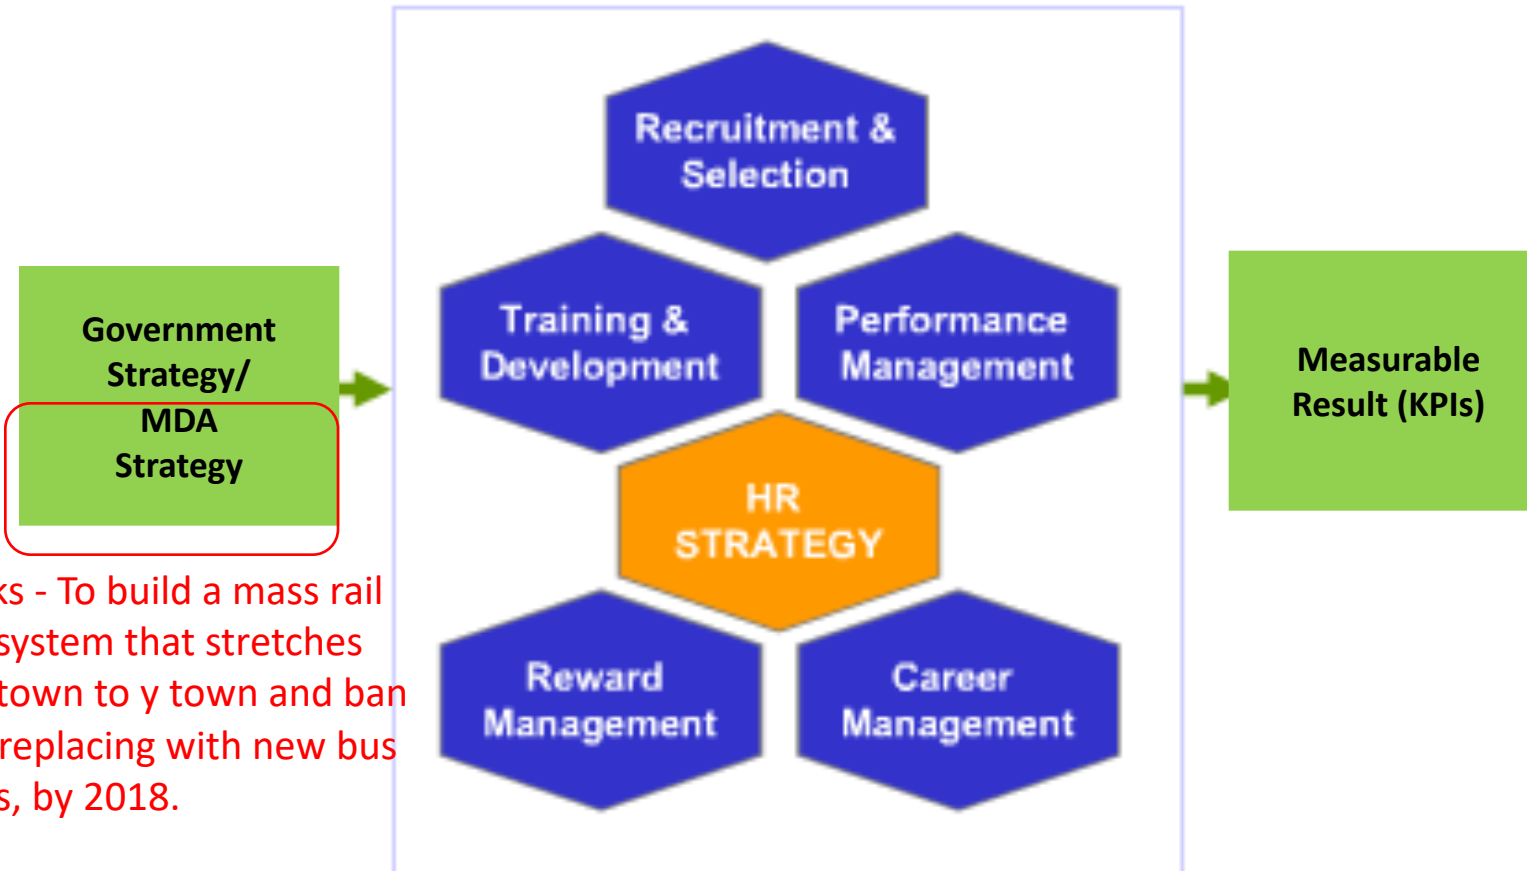 Recruitment &
Selection
Training &
Development
Performance
Management
Government
Strategy/
MDA
Strategy
Measurable
Result (KPIs)
HR
STRATEGY
- To build a mass rail
system that stretches
town to y town and ban
replacing with new bus
by 2018.
Reward
Management
Career
Management